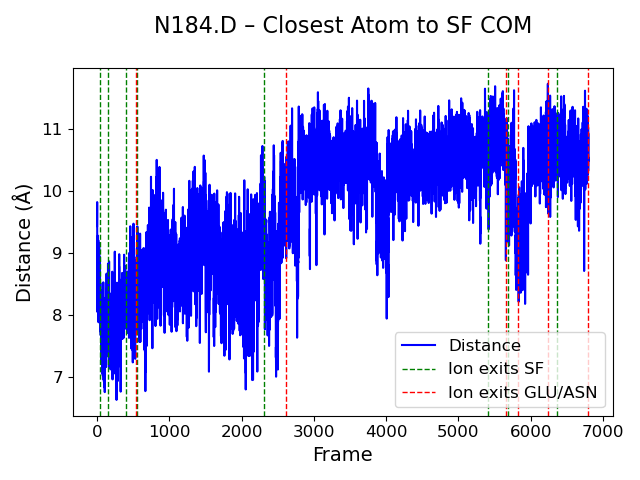 N184.D – Closest Atom to SF COM
Distance (Å)
11
10
9
8
7
Distance
Ion exits SF
Ion exits GLU/ASN
0 1000 2000 3000 4000 5000 6000 7000
Frame